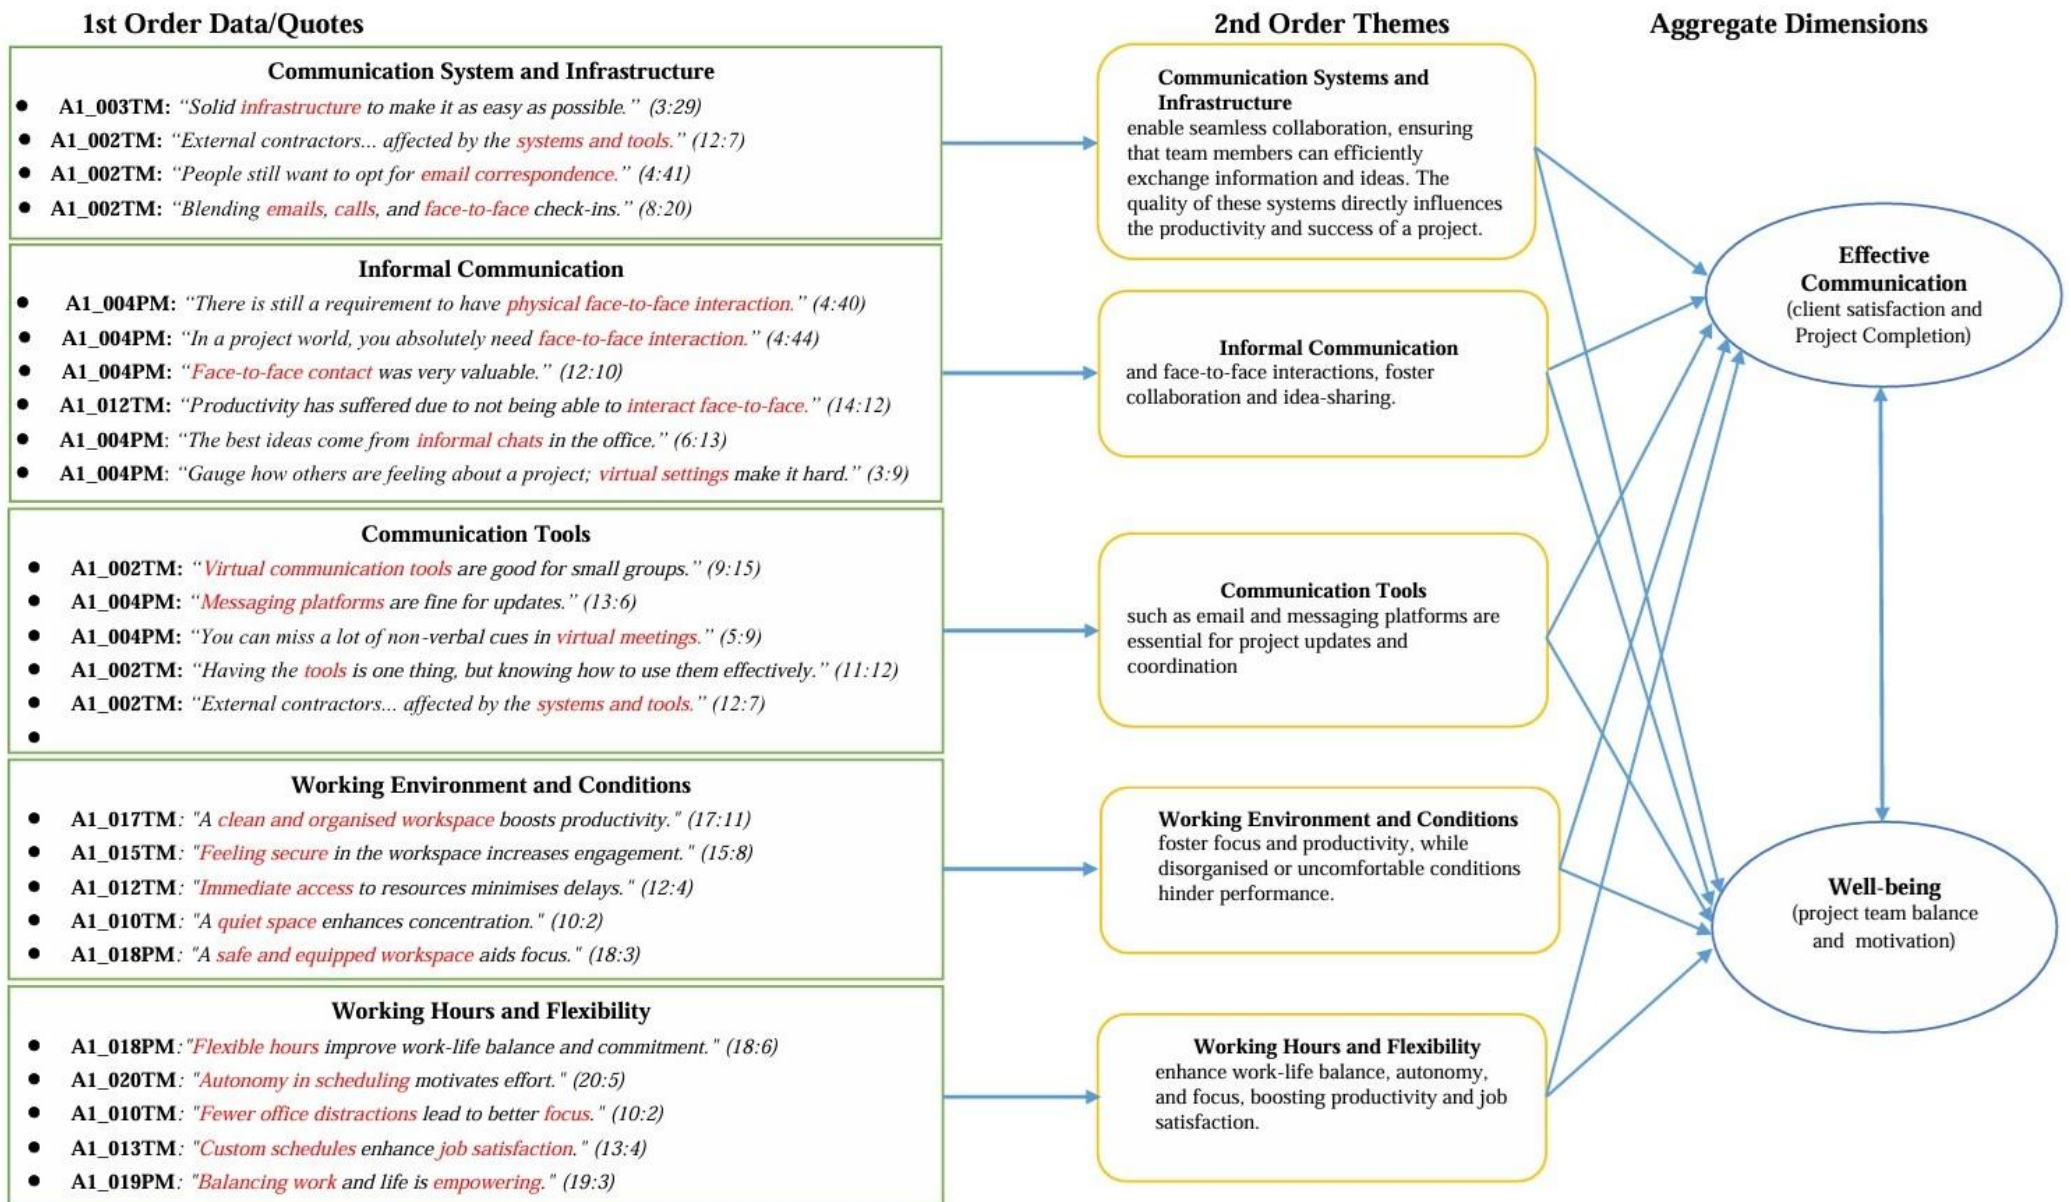 1st Order Data/Quotes
2nd Order Themes
Aggregate Dimensions
Communication System and Infrastructure
● A1_003TM: “Solid infrastructure to make it as easy as possible.” (3:29)
● A1_002TM: “External contractors... affected by the systems and tools.” (12:7)
● A1_002TM: “People still want to opt for email correspondence.” (4:41)
● A1_002TM: “Blending emails, calls, and face-to-face check-ins.” (8:20)
Informal Communication
● A1_004PM: “There is still a requirement to have physical face-to-face interaction.” (4:40)
● A1_004PM: “In a project world, you absolutely need face-to-face interaction.” (4:44)
● A1_004PM: “Face-to-face contact was very valuable.” (12:10)
● A1_012TM: “Productivity has suffered due to not being able to interact face-to-face.” (14:12)
● A1_004PM: “The best ideas come from informal chats in the office.” (6:13)
● A1_004PM: “Gauge how others are feeling about a project; virtual settings make it hard.” (3:9)
Communication Tools
● A1_002TM: “Virtual communication tools are good for small groups.” (9:15)
● A1_004PM: “Messaging platforms are fine for updates.” (13:6)
● A1_004PM: “You can miss a lot of non-verbal cues in virtual meetings.” (5:9)
● A1_002TM: “Having the tools is one thing, but knowing how to use them effectively.” (11:12)
● A1_002TM: “External contractors... affected by the systems and tools.” (12:7)
●
Working Environment and Conditions
● A1_017TM: "A clean and organised workspace boosts productivity." (17:11)
● A1_015TM: "Feeling secure in the workspace increases engagement." (15:8)
● A1_012TM: "Immediate access to resources minimises delays." (12:4)
● A1_010TM: "A quiet space enhances concentration." (10:2)
● A1_018PM: "A safe and equipped workspace aids focus." (18:3)
Working Hours and Flexibility
● A1_018PM:"Flexible hours improve work-life balance and commitment." (18:6)
● A1_020TM: "Autonomy in scheduling motivates effort." (20:5)
● A1_010TM: "Fewer office distractions lead to better focus." (10:2)
● A1_013TM: "Custom schedules enhance job satisfaction." (13:4)
● A1_019PM: "Balancing work and life is empowering." (19:3)
Communication Systems and
Infrastructure
enable seamless collaboration, ensuring
that team members can efficiently
exchange information and ideas. The
quality of these systems directly influences
the productivity and success of a project.
Informal Communication
and face-to-face interactions, foster
collaboration and idea-sharing.
Communication Tools
such as email and messaging platforms are
essential for project updates and
coordination
Working Environment and Conditions
foster focus and productivity, while
disorganised or uncomfortable conditions
hinder performance.
Working Hours and Flexibility
enhance work-life balance, autonomy,
and focus, boosting productivity and job
satisfaction.
Effective
Communication
(client satisfaction and
Project Completion)
Well-being
(project team balance
and motivation)